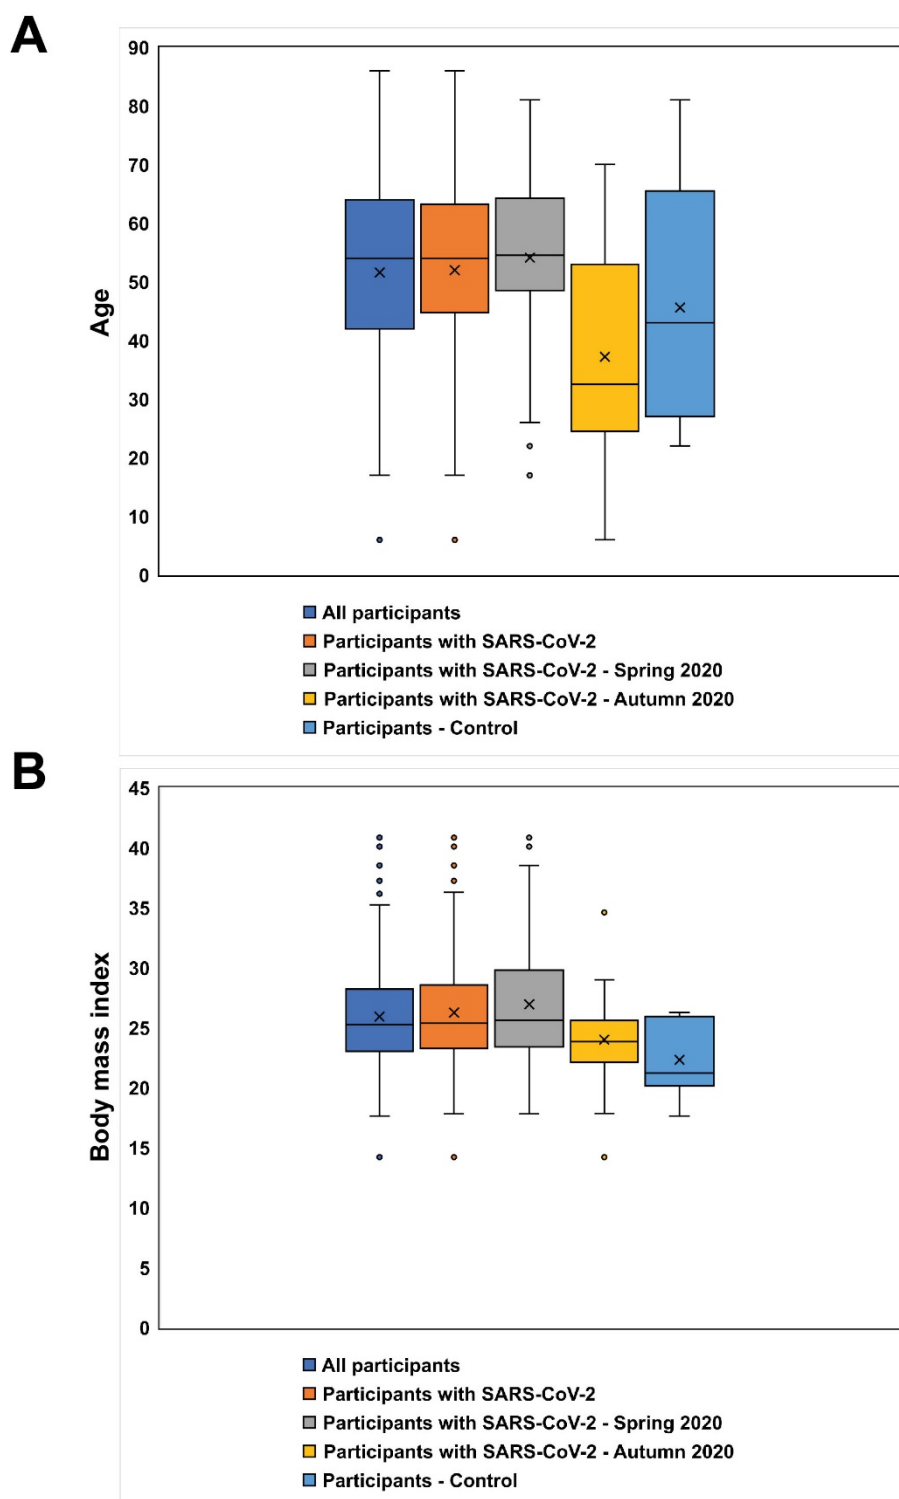 A
90
80
70
60
50
40
30
20
10
0
Age
All participants
Participants with SARS-CoV-2
Participants with SARS-CoV-2 - Spring 2020
Participants with SARS-CoV-2 - Autumn 2020
Participants - Control
B
45
40
35
30
25
20
15
10
5
0
Body mass index
All participants
Participants with SARS-CoV-2
Participants with SARS-CoV-2 - Spring 2020
Participants with SARS-CoV-2 - Autumn 2020
Participants - Control